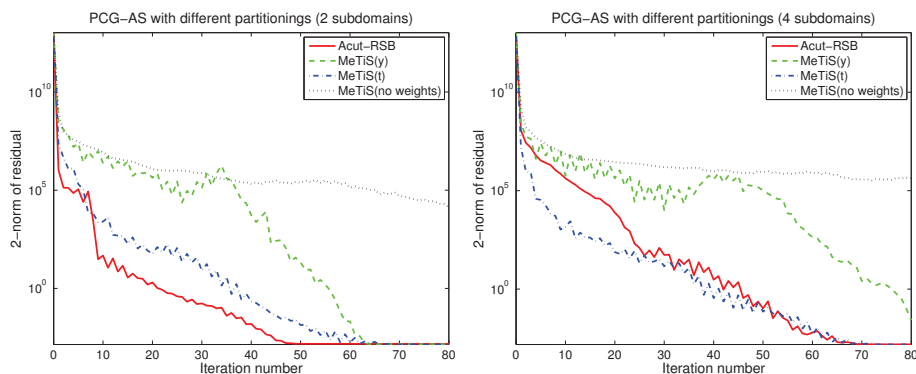 PCG−AS with different partitionings (2 subdomains)
Acut−RSB
MeTiS(y)
MeTiS(t)
MeTiS(no weights)
2−norm of residual
10^10
10^5
10^0
0 10 20 30 40 50 60 70 80
Iteration number
PCG−AS with different partitionings (4 subdomains)
Acut−RSB
MeTiS(y)
MeTiS(t)
MeTiS(no weights)
2−norm of residual
10^10
10^5
10^0
0 10 20 30 40 50 60 70 80
Iteration number